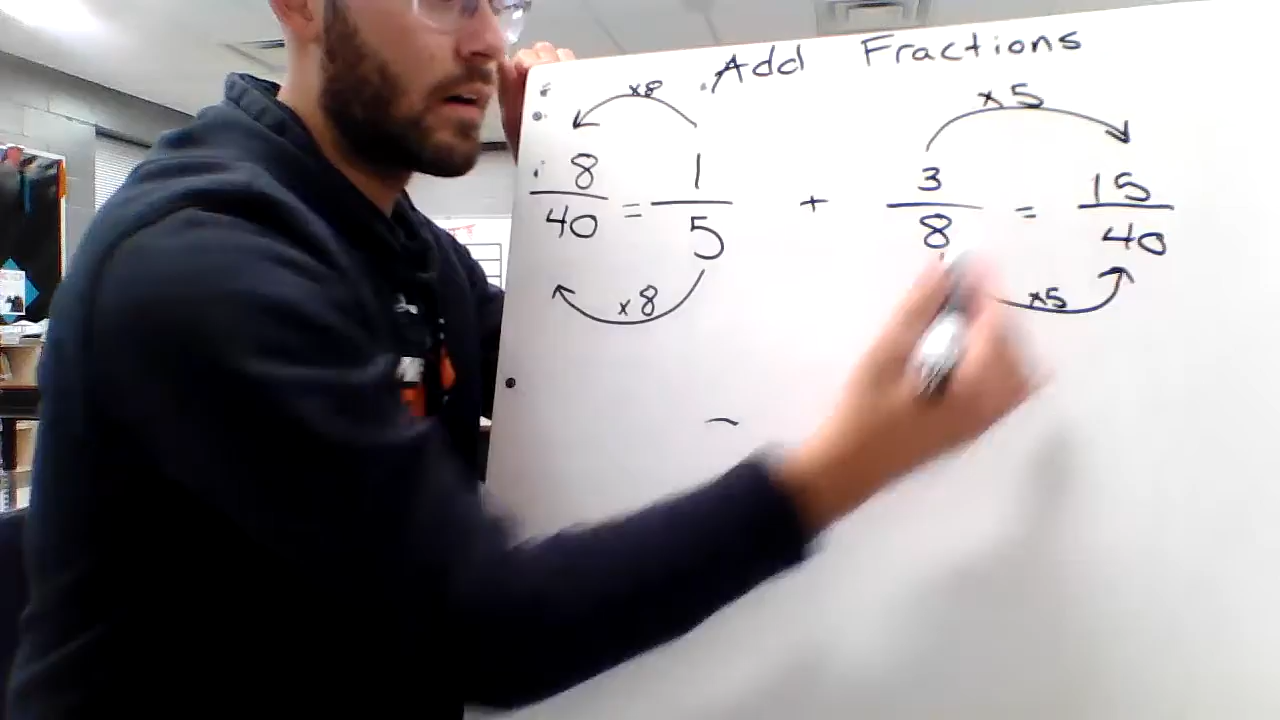 Add Fractions
x8 x5
8/40 = 1/5 + 3/8 = 15/40
x8 x5